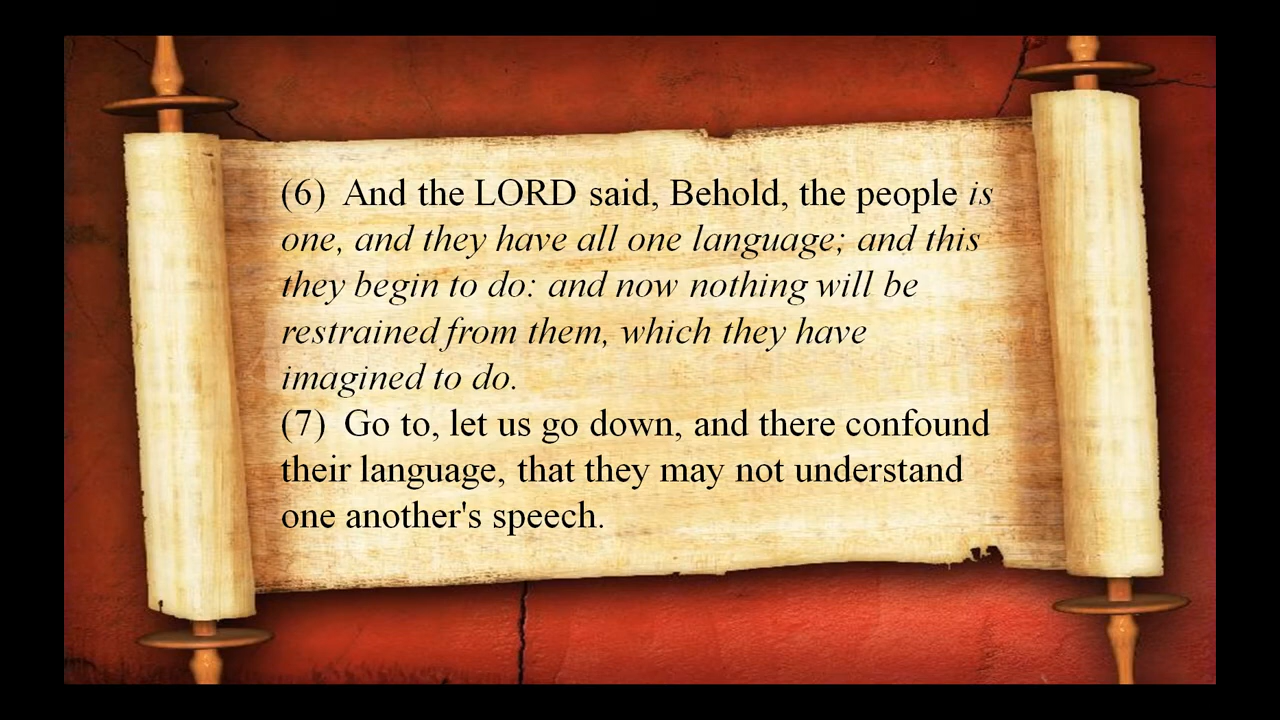 (6) And the LORD said, Behold, the people is
one, and they have all one language; and this
they begin to do: and now nothing will be
restrained from them, which they have
imagined to do.
(7) Go to, let us go down, and there confound
their language, that they may not understand
one another's speech.